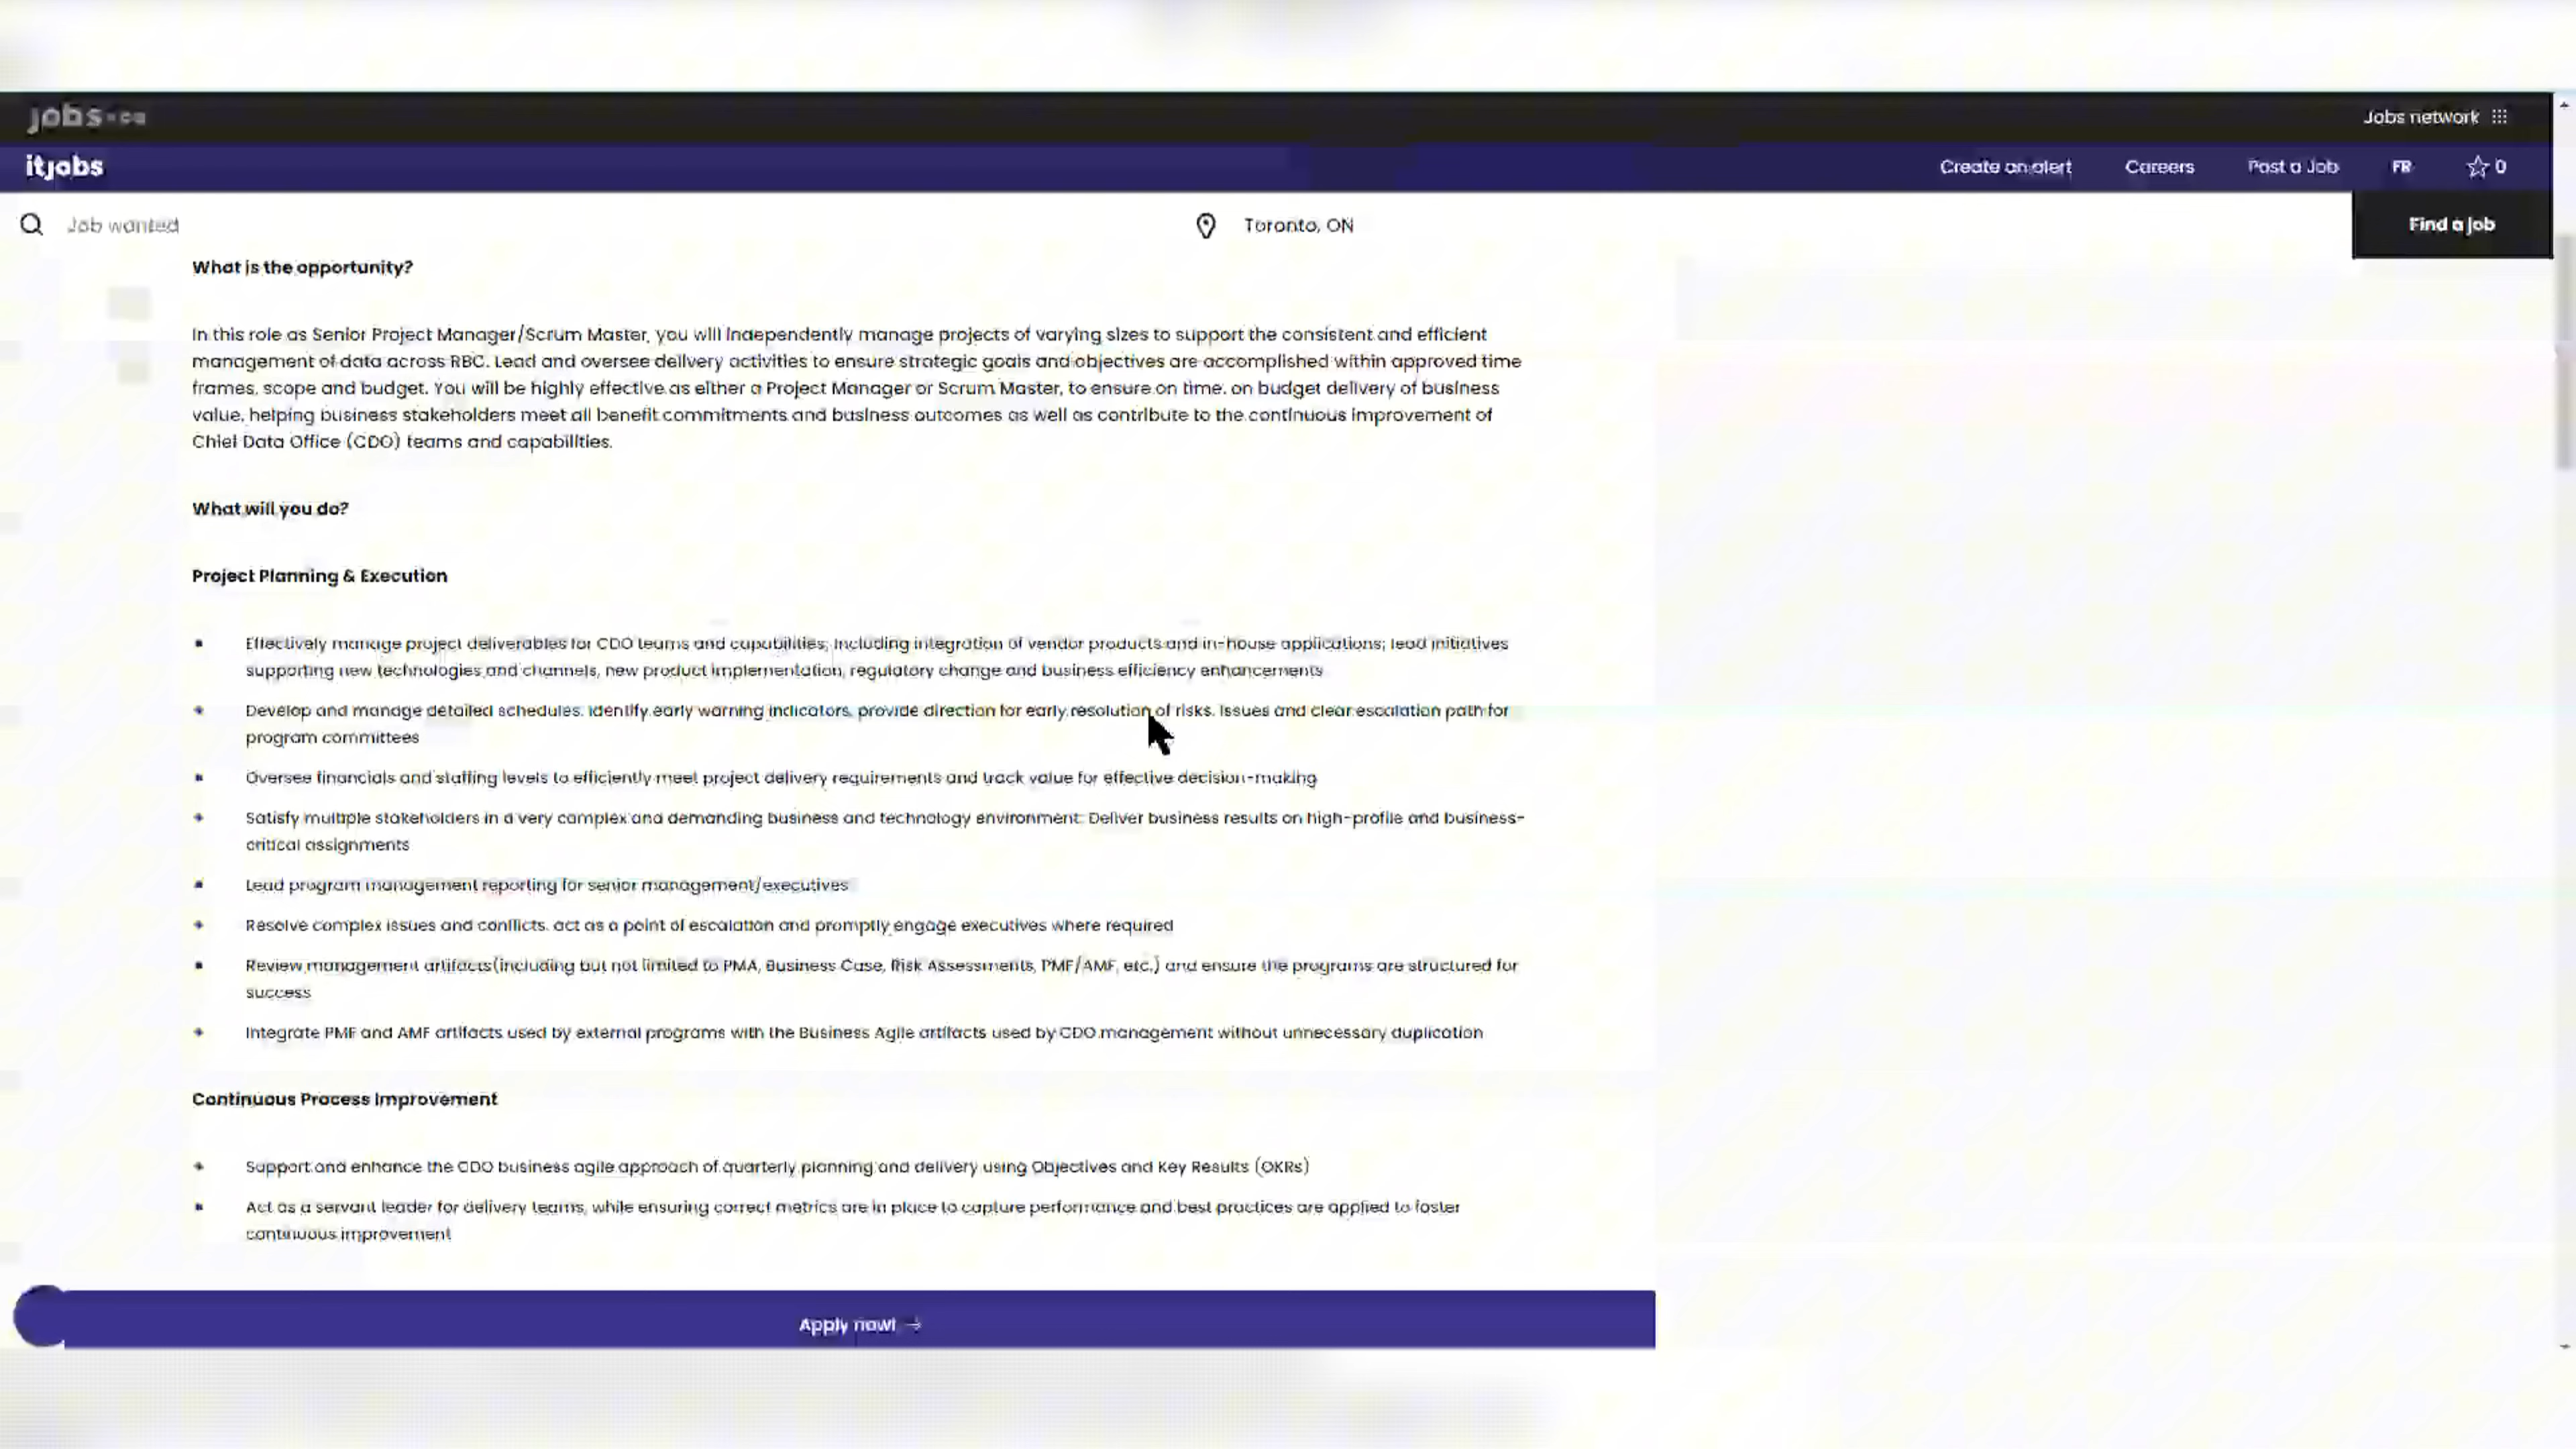 jobs.ca
Jobs network
itjobs
Create an alert
Careers
Post a Job
FR
0
Job wanted
Toronto, ON
Find a job
What is the opportunity?
In this role as Senior Project Manager/Scrum Master, you will independently manage projects of varying sizes to support the consistent and efficient
management of data across RBC. Lead and oversee delivery activities to ensure strategic goals and objectives are accomplished within approved time
frames, scope and budget. You will be highly effective as either a Project Manager or Scrum Master, to ensure on time, on budget delivery of business
value, helping business stakeholders meet all benefit commitments and business outcomes as well as contribute to the continuous improvement of
Chief Data Office (CDO) teams and capabilities.
What will you do?
Project Planning & Execution
Effectively manage project deliverables for CDO teams and capabilities; including integration of vendor products and in-house applications; lead initiatives
supporting new technologies and channels, new product implementation, regulatory change and business efficiency enhancements
Develop and manage detailed schedules. Identify early warning indicators, provide direction for early resolution of risks. Issues and clear escalation path for
program committees
Oversee financials and staffing levels to efficiently meet project delivery requirements and track value for effective decision-making
Satisfy multiple stakeholders in a very complex and demanding business and technology environment. Deliver business results on high-profile and business-
critical assignments
Lead program management reporting for senior management/executives
Resolve complex issues and conflicts, act as a point of escalation and promptly engage executives where required
Review management artifacts(including but not limited to PMA, Business Case, Risk Assessments, PMF/AMF, etc.) and ensure the programs are structured for
success
Integrate PMF and AMF artifacts used by external programs with the Business Agile artifacts used by CDO management without unnecessary duplication
Continuous Process Improvement
Support and enhance the CDO business agile approach of quarterly planning and delivery using Objectives and Key Results (OKRs)
Act as a servant leader for delivery teams, while ensuring correct metrics are in place to capture performance and best practices are applied to foster
continuous improvement
Apply now! →